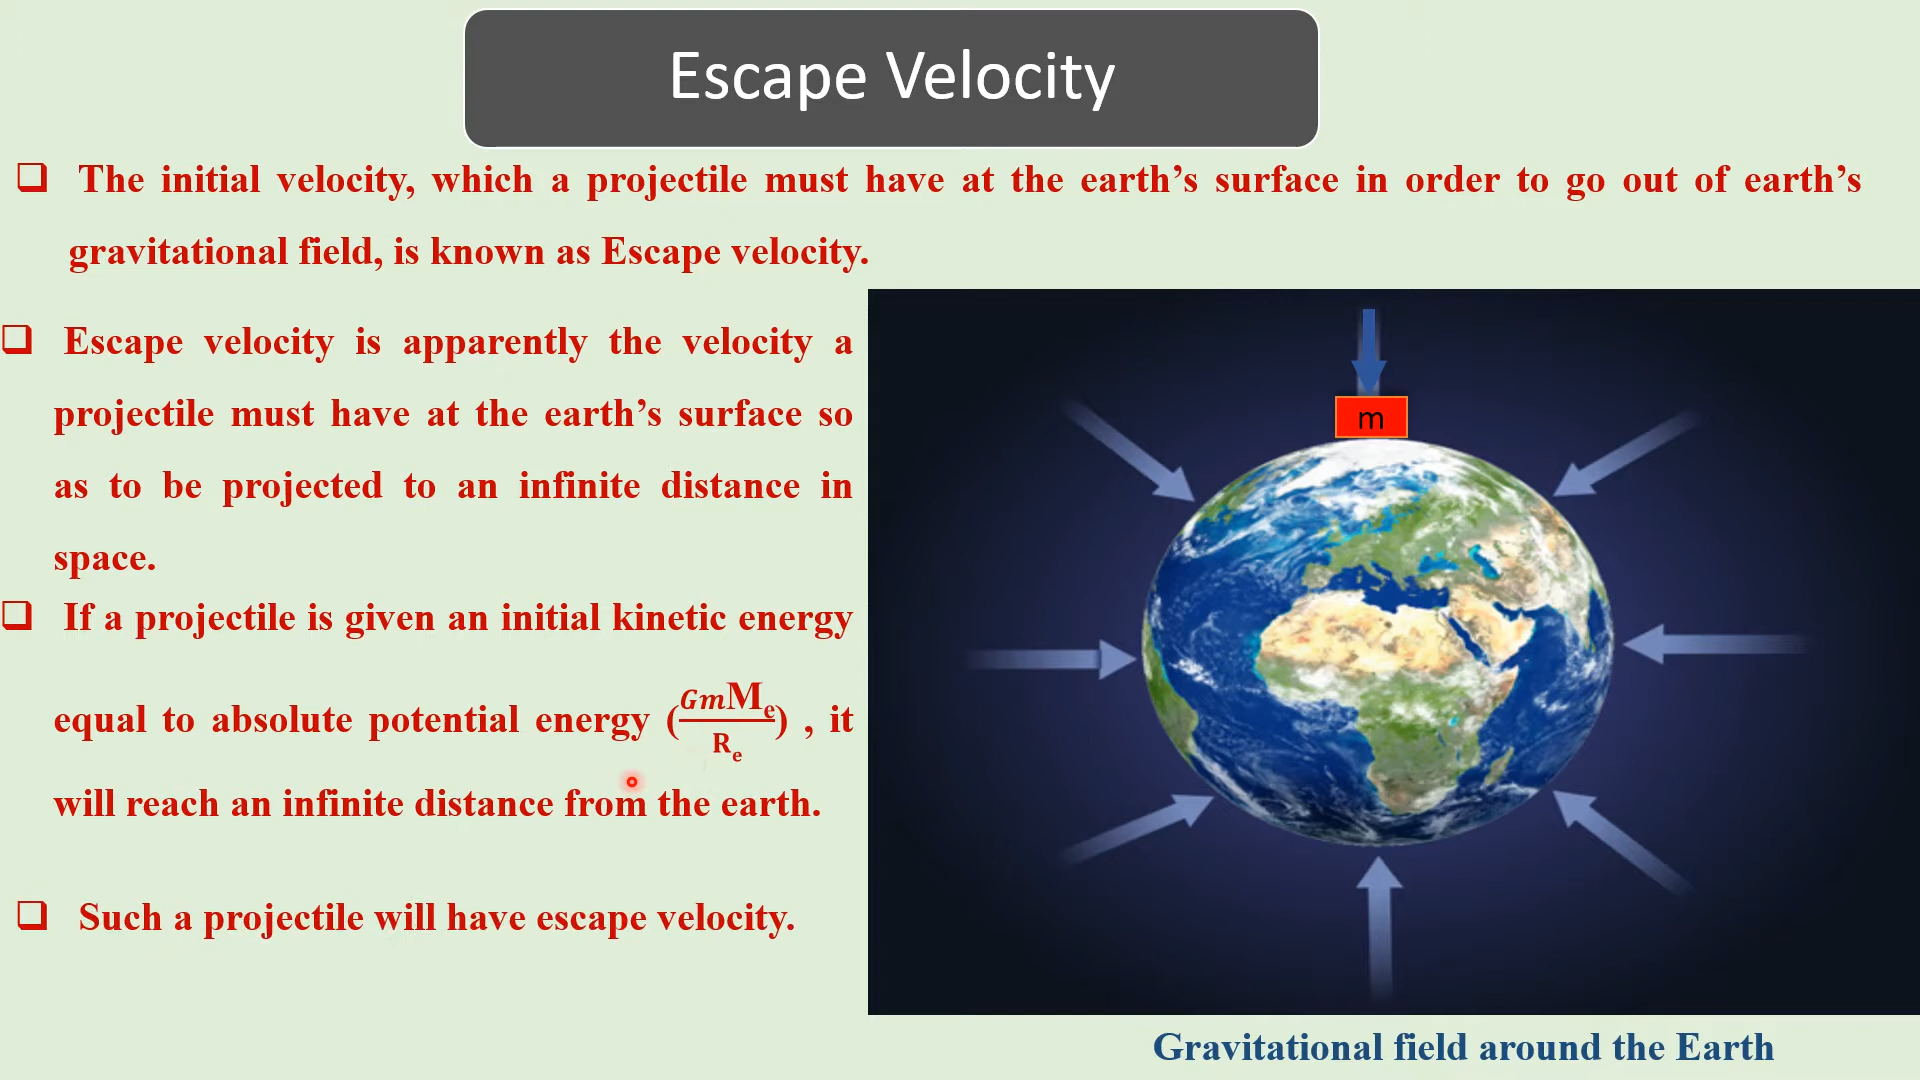 Escape Velocity
❑ The initial velocity, which a projectile must have at the earth’s surface in order to go out of earth’s
gravitational field, is known as Escape velocity.
❑ Escape velocity is apparently the velocity a
projectile must have at the earth’s surface so
as to be projected to an infinite distance in
space.
❑ If a projectile is given an initial kinetic energy
equal to absolute potential energy (GmMₑ/Rₑ) , it
will reach an infinite distance from the earth.
❑ Such a projectile will have escape velocity.
m
Gravitational field around the Earth